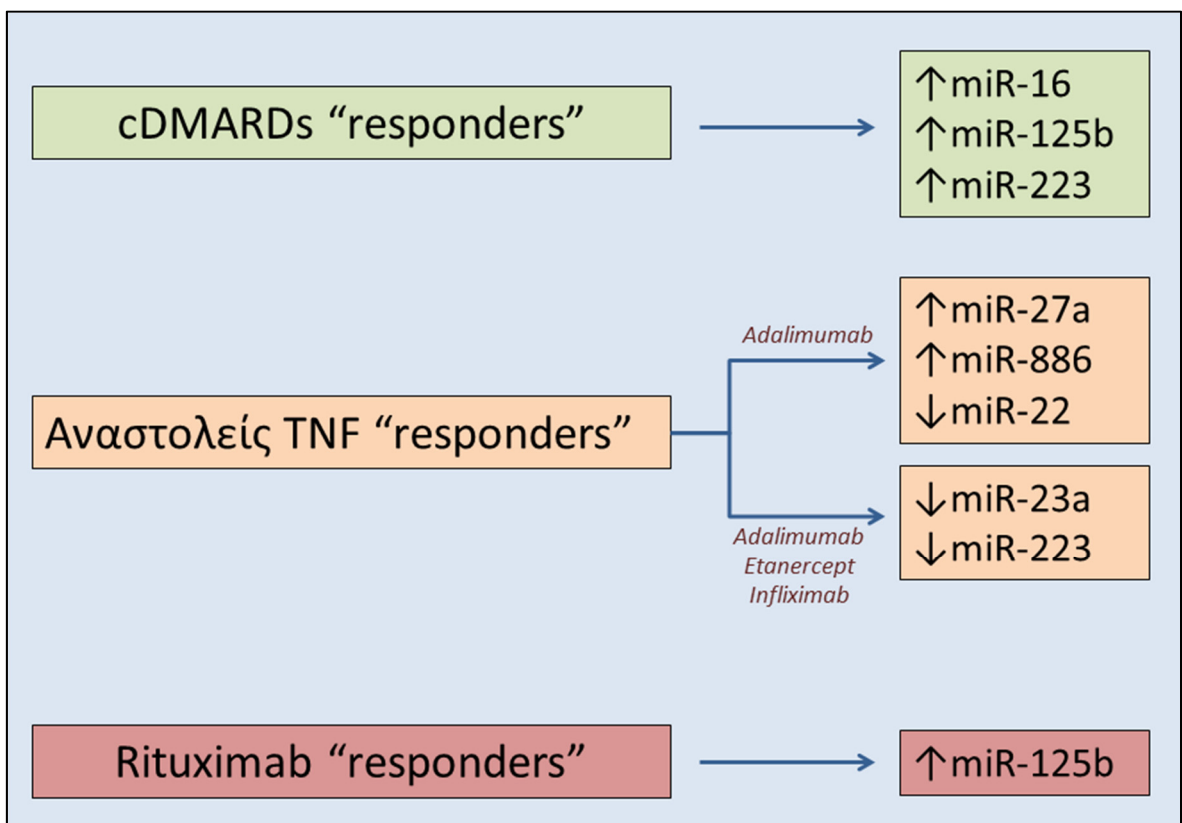 cDMARDs “responders”
↑miR-16
↑miR-125b
↑miR-223
Αναστολείς TNF “responders”
Adalimumab
↑miR-27a
↑miR-886
↓miR-22
Adalimumab
Etanercept
Infliximab
↓miR-23a
↓miR-223
Rituximab “responders”
↑miR-125b